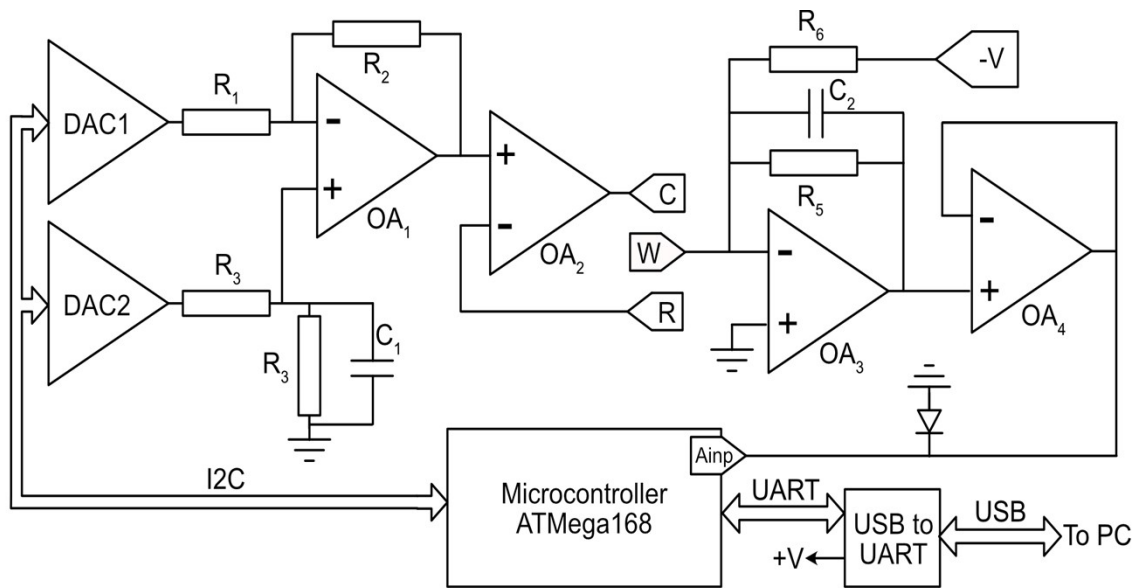 DAC1
R1
R2
-
+
OA1
DAC2
R3
R3
C1
+
-
OA2
C
R
W
R6
-V
C2
R5
-
+
OA3
-
+
OA4
I2C
Microcontroller
ATMega168
Ainp
UART
USB to
UART
+V
USB
To PC